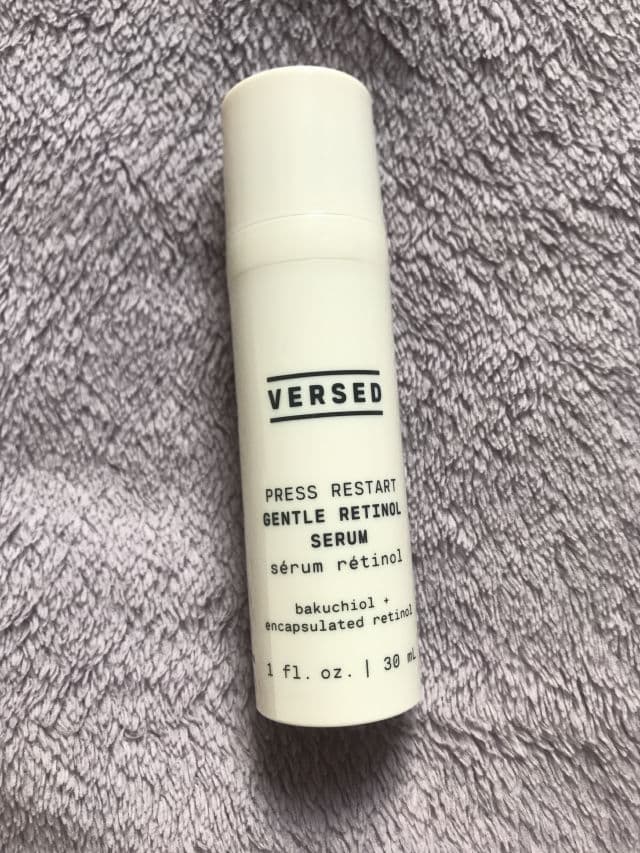 VERSED
PRESS RESTART
GENTLE RETINOL
SERUM
sérum rétinol
bakuchiol +
encapsulated retinol
1 fl. oz. | 30 mL